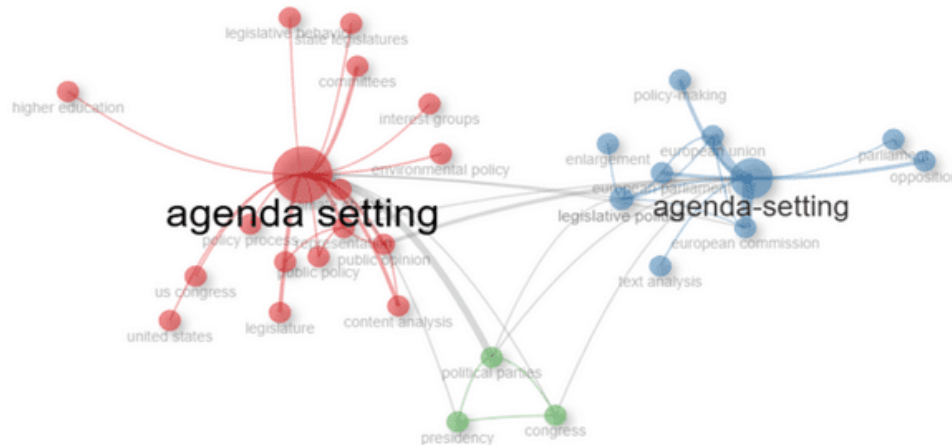 legislative behavior
state legislatures
committees
policy-making
higher education
interest groups
parliament
european union
enlargement
environmental policy
opposition
european parliament
agenda setting
legislative politics
agenda-setting
policy process
representation
european commission
public opinion
public policy
us congress
text analysis
united states
legislature
content analysis
political parties
presidency
congress